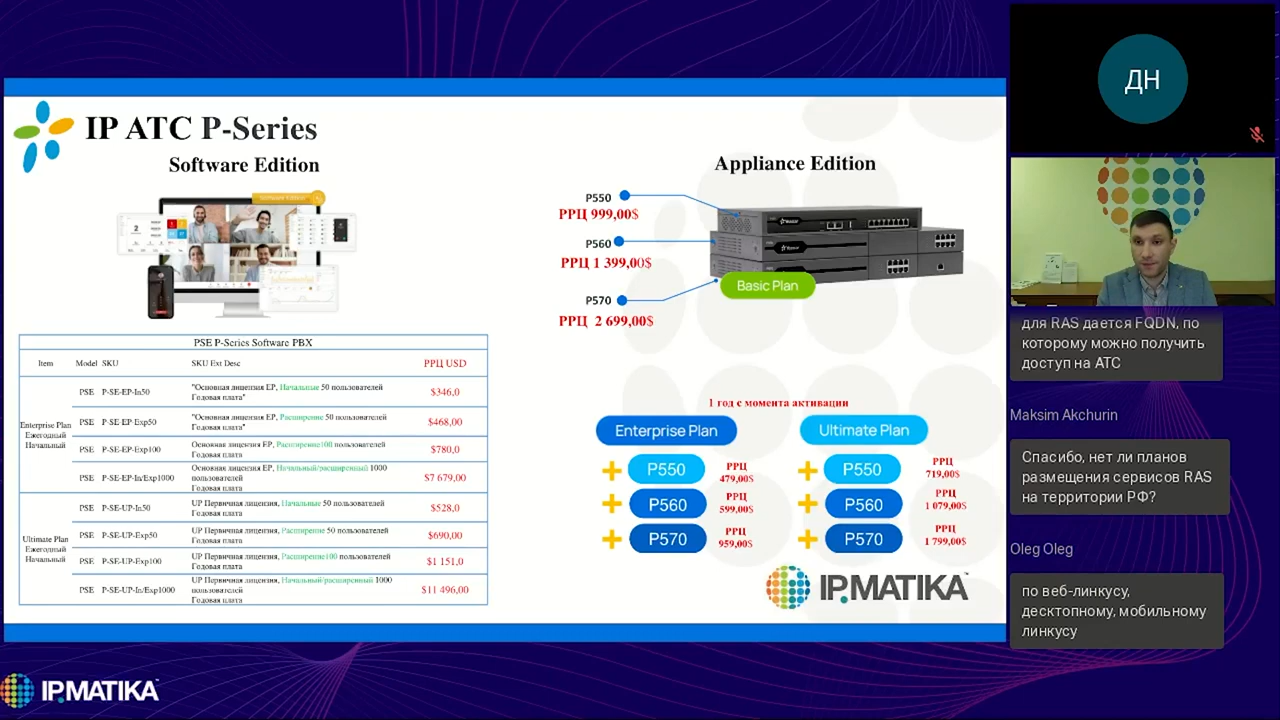 IP АТС P-Series
Software Edition
Software Edition
Appliance Edition
P550
РРЦ 999,00$
P560
РРЦ 1 399,00$
P570
РРЦ 2 699,00$
Basic Plan
PSE P-Series Software PBX
Item Model SKU SKU Ext Desc РРЦ USD
Enterprise Plan
Ежегодный
Начальный
PSE P-SE-EP-In50 "Основная лицензия EP, Начальные 50 пользователей
Годовая плата" $346,0
PSE P-SE-EP-Exp50 "Основная лицензия EP, Расширение 50 пользователей
Годовая плата" $468,00
PSE P-SE-EP-Exp100 Основная лицензия EP, Расширение100 пользователей
Годовая плата $780,0
PSE P-SE-EP-In/Exp1000 Основная лицензия EP, Начальный/расширенный 1000
пользователей
Годовая плата $7 679,00
Ultimate Plan
Ежегодный
Начальный
PSE P-SE-UP-In50 UP Первичная лицензия, Начальные 50 пользователей
Годовая плата $528,0
PSE P-SE-UP-Exp50 UP Первичная лицензия, Расширение 50 пользователей
Годовая плата $690,00
PSE P-SE-UP-Exp100 UP Первичная лицензия, Расширение100 пользователей
Годовая плата $1 151,0
PSE P-SE-UP-In/Exp1000 UP Первичная лицензия, Начальный/расширенный 1000
пользователей
Годовая плата $11 496,00
1 год с момента активации
Enterprise Plan
+ P550 РРЦ
479,00$
+ P560 РРЦ
599,00$
+ P570 РРЦ
959,00$
Ultimate Plan
+ P550 РРЦ
719,00$
+ P560 РРЦ
1 079,00$
+ P570 РРЦ
1 799,00$
IPMATIKA™
IPMATIKA
ДН
для RAS дается FQDN, по
которому можно получить
доступ на АТС
Maksim Akchurin
Спасибо, нет ли планов
размещения сервисов RAS
на территории РФ?
Oleg Oleg
по веб-линкусу,
десктопному, мобильному
линкусу